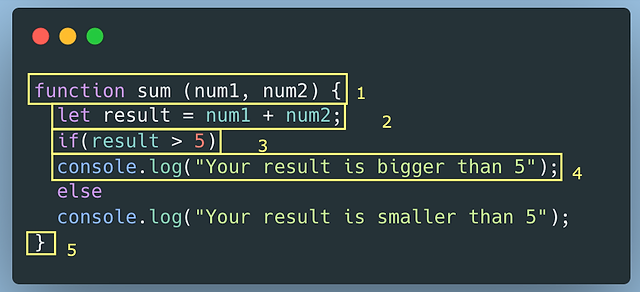 function sum (num1, num2) { 1
let result = num1 + num2; 2
if(result > 5) 3
console.log("Your result is bigger than 5"); 4
else
console.log("Your result is smaller than 5");
} 5